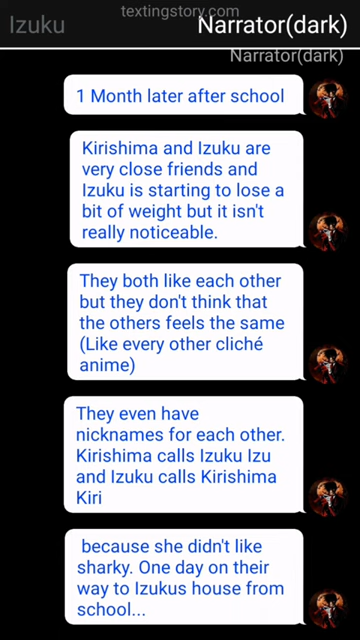 textingstory.com
Izuku
Narrator(dark)
Narrator(dark)
1 Month later after school
Kirishima and Izuku are
very close friends and
Izuku is starting to lose a
bit of weight but it isn't
really noticeable.
They both like each other
but they don't think that
the others feels the same
(Like every other cliché
anime)
They even have
nicknames for each other.
Kirishima calls Izuku Izu
and Izuku calls Kirishima
Kiri
because she didn't like
sharky. One day on their
way to Izukus house from
school...